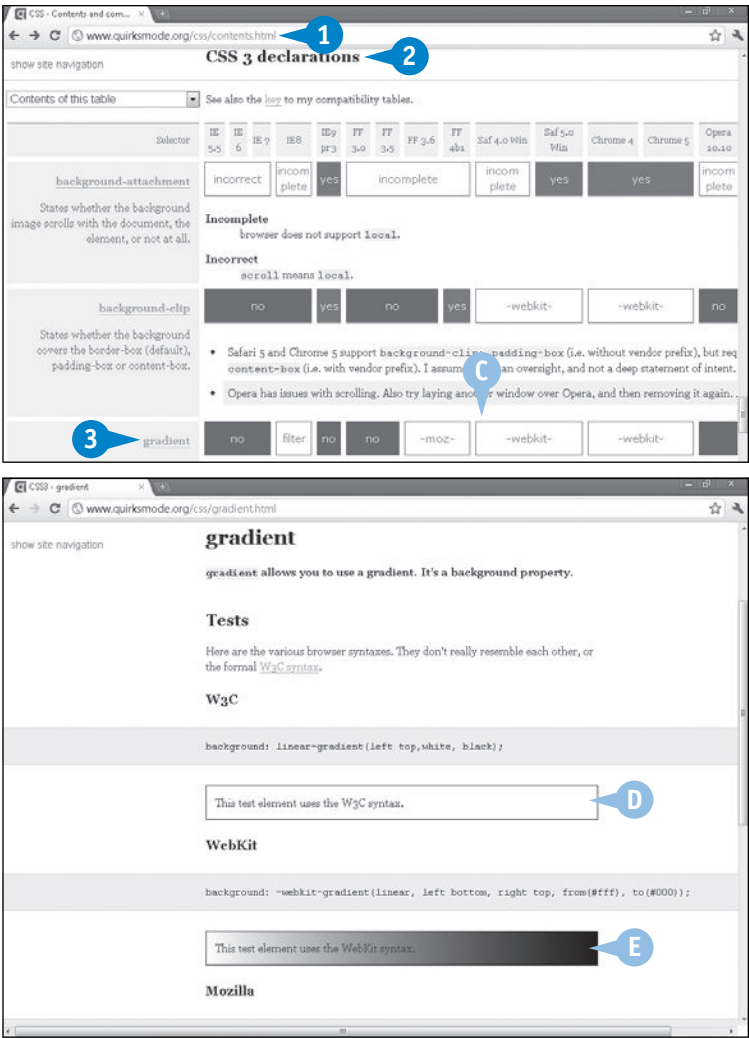 CSS - Contents and com...
www.quirksmode.org/css/contents.html
1
show site navigation
CSS 3 declarations
2
Contents of this table
See also the key to my compatibility tables.
Selector
IE 5.5
IE 6
IE 7
IE8
IE9 pr3
FF 3.0
FF 3.5
FF 3.6
FF 4b1
Saf 4.0 Win
Saf 5.0 Win
Chrome 4
Chrome 5
Opera 10.10
background-attachment
incorrect
incom plete
yes
incomplete
incom plete
yes
yes
incom plete
States whether the background
image scrolls with the document, the
element, or not at all.
Incomplete
browser does not support local.
Incorrect
scroll means local.
background-clip
no
yes
no
yes
-webkit-
-webkit-
no
States whether the background
covers the border-box (default),
padding-box or content-box.
• Safari 5 and Chrome 5 support background-clip padding-box (i.e. without vendor prefix), but req
content-box (i.e. with vendor prefix). I assum an oversight, and not a deep statement of intent.
C
• Opera has issues with scrolling. Also try laying another window over Opera, and then removing it again. .
3
gradient
no
filter
no
no
-moz-
-webkit-
-webkit-
CSS3 - gradient
www.quirksmode.org/css/gradient.html
show site navigation
gradient
gradient allows you to use a gradient. It's a background property.
Tests
Here are the various browser syntaxes. They don't really resemble each other, or
the formal W3C syntax.
W3C
background: linear-gradient(left top,white, black);
This test element uses the W3C syntax.
D
WebKit
background: -webkit-gradient(linear, left bottom, right top, from(#fff), to(#000));
This test element uses the WebKit syntax.
E
Mozilla